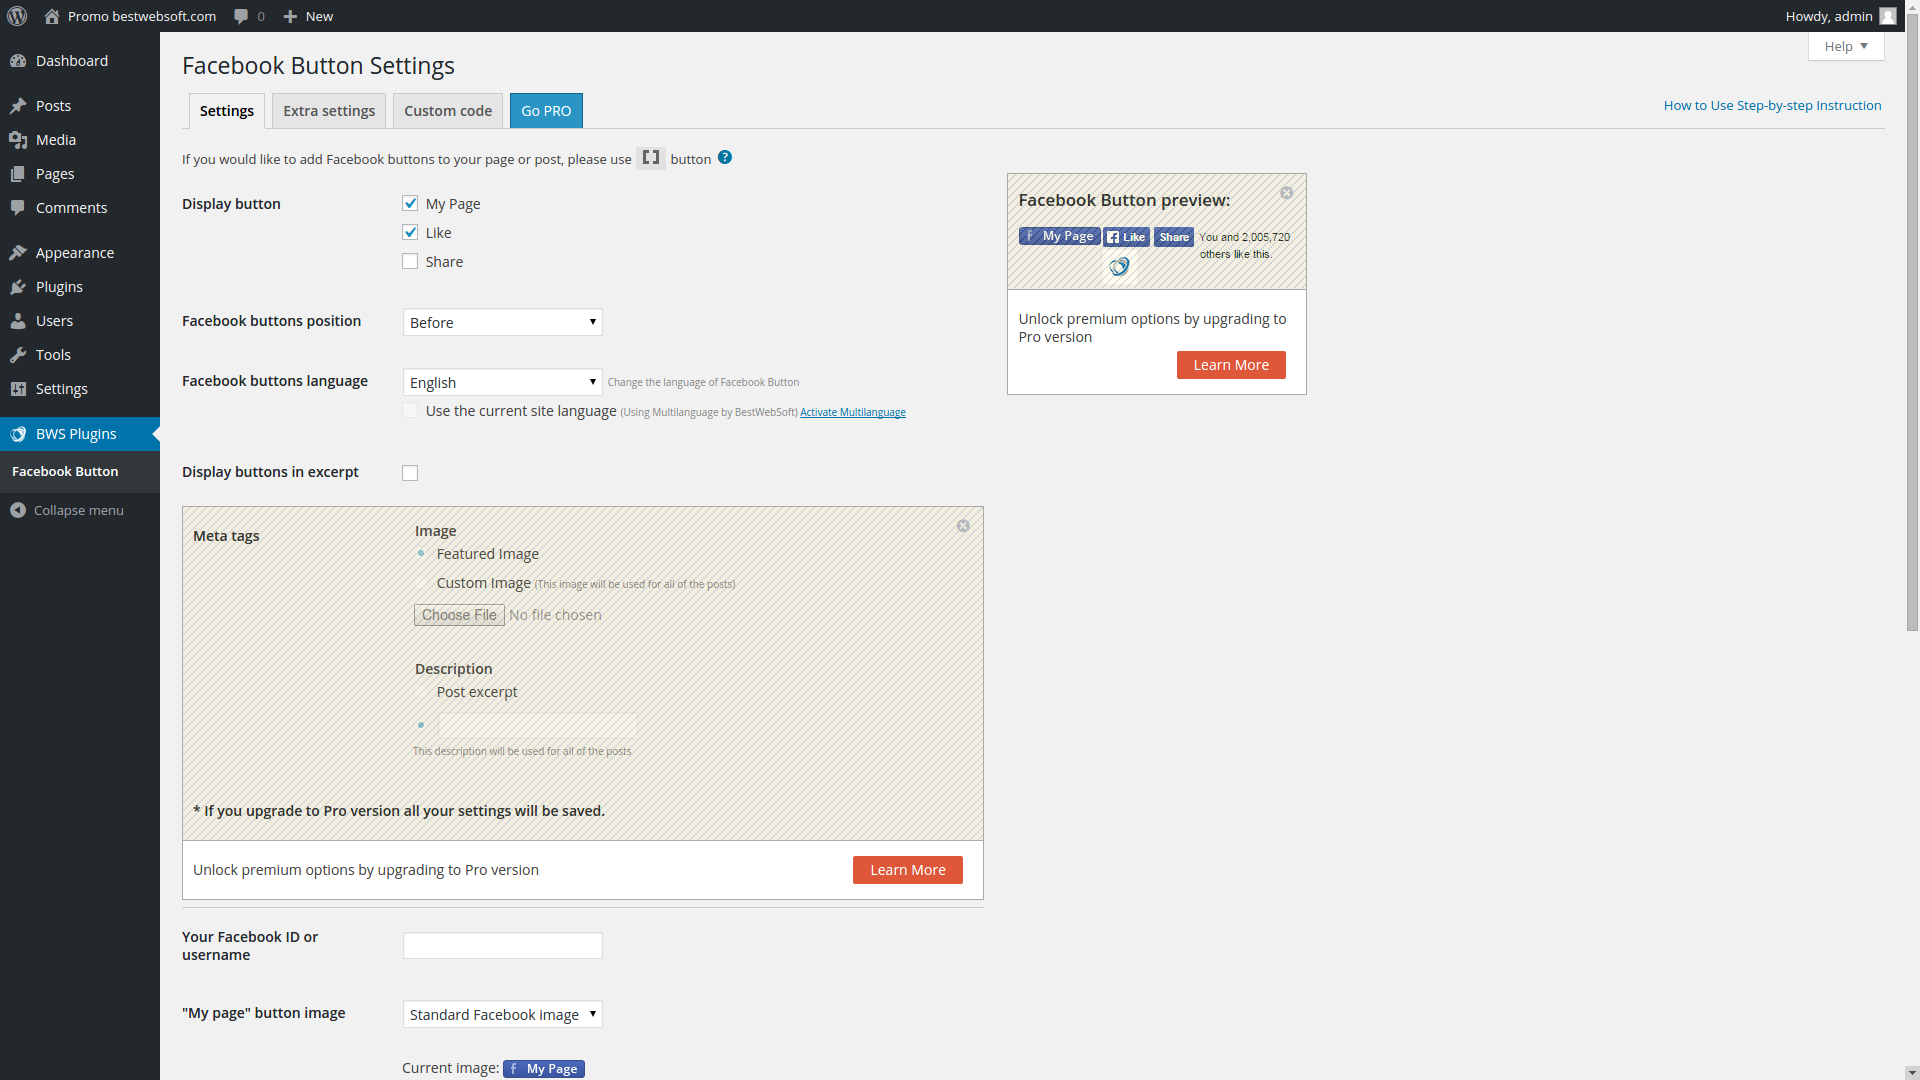 Promo bestwebsoft.com 0 New Howdy, admin
Help
Dashboard
Posts
Media
Pages
Comments
Appearance
Plugins
Users
Tools
Settings
BWS Plugins
Facebook Button
Collapse menu
Facebook Button Settings
Settings Extra settings Custom code Go PRO
How to Use Step-by-step Instruction
If you would like to add Facebook buttons to your page or post, please use [] button ?
Display button
My Page
Like
Share
Facebook buttons position Before
Facebook buttons language English Change the language of Facebook Button
Use the current site language (Using Multilanguage by BestWebSoft) Activate Multilanguage
Display buttons in excerpt
Facebook Button preview:
f My Page f Like Share You and 2,005,720
others like this.
Unlock premium options by upgrading to
Pro version
Learn More
Meta tags
Image
Featured Image
Custom Image (This image will be used for all of the posts)
Choose File No file chosen
Description
Post excerpt
This description will be used for all of the posts
* If you upgrade to Pro version all your settings will be saved.
Unlock premium options by upgrading to Pro version Learn More
Your Facebook ID or
username
"My page" button image Standard Facebook image
Current image: f My Page